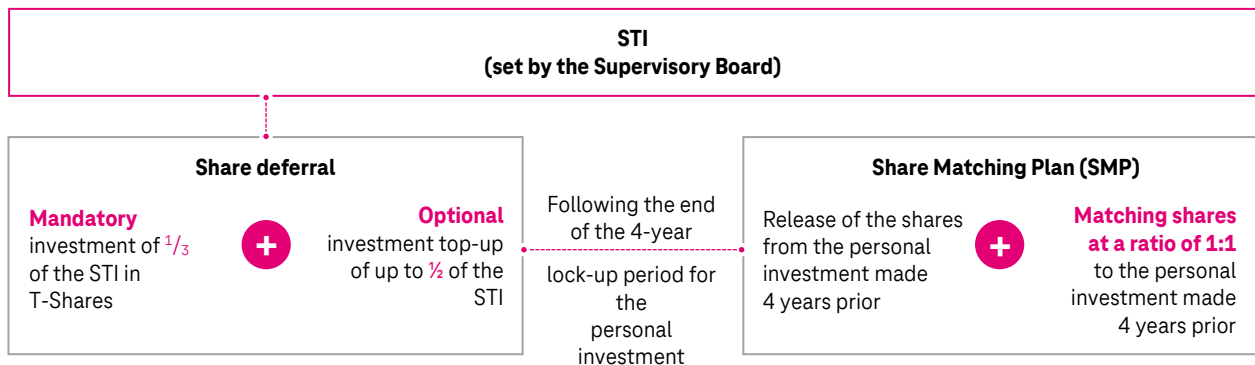 STI
(set by the Supervisory Board)
Share deferral
Mandatory
investment of 1/3
of the STI in
T-Shares
+
Optional
investment top-up
of up to ½ of the
STI
Following the end
of the 4-year
lock-up period for
the
personal
investment
Share Matching Plan (SMP)
Release of the shares
from the personal
investment made
4 years prior
+
Matching shares
at a ratio of 1:1
to the personal
investment made
4 years prior